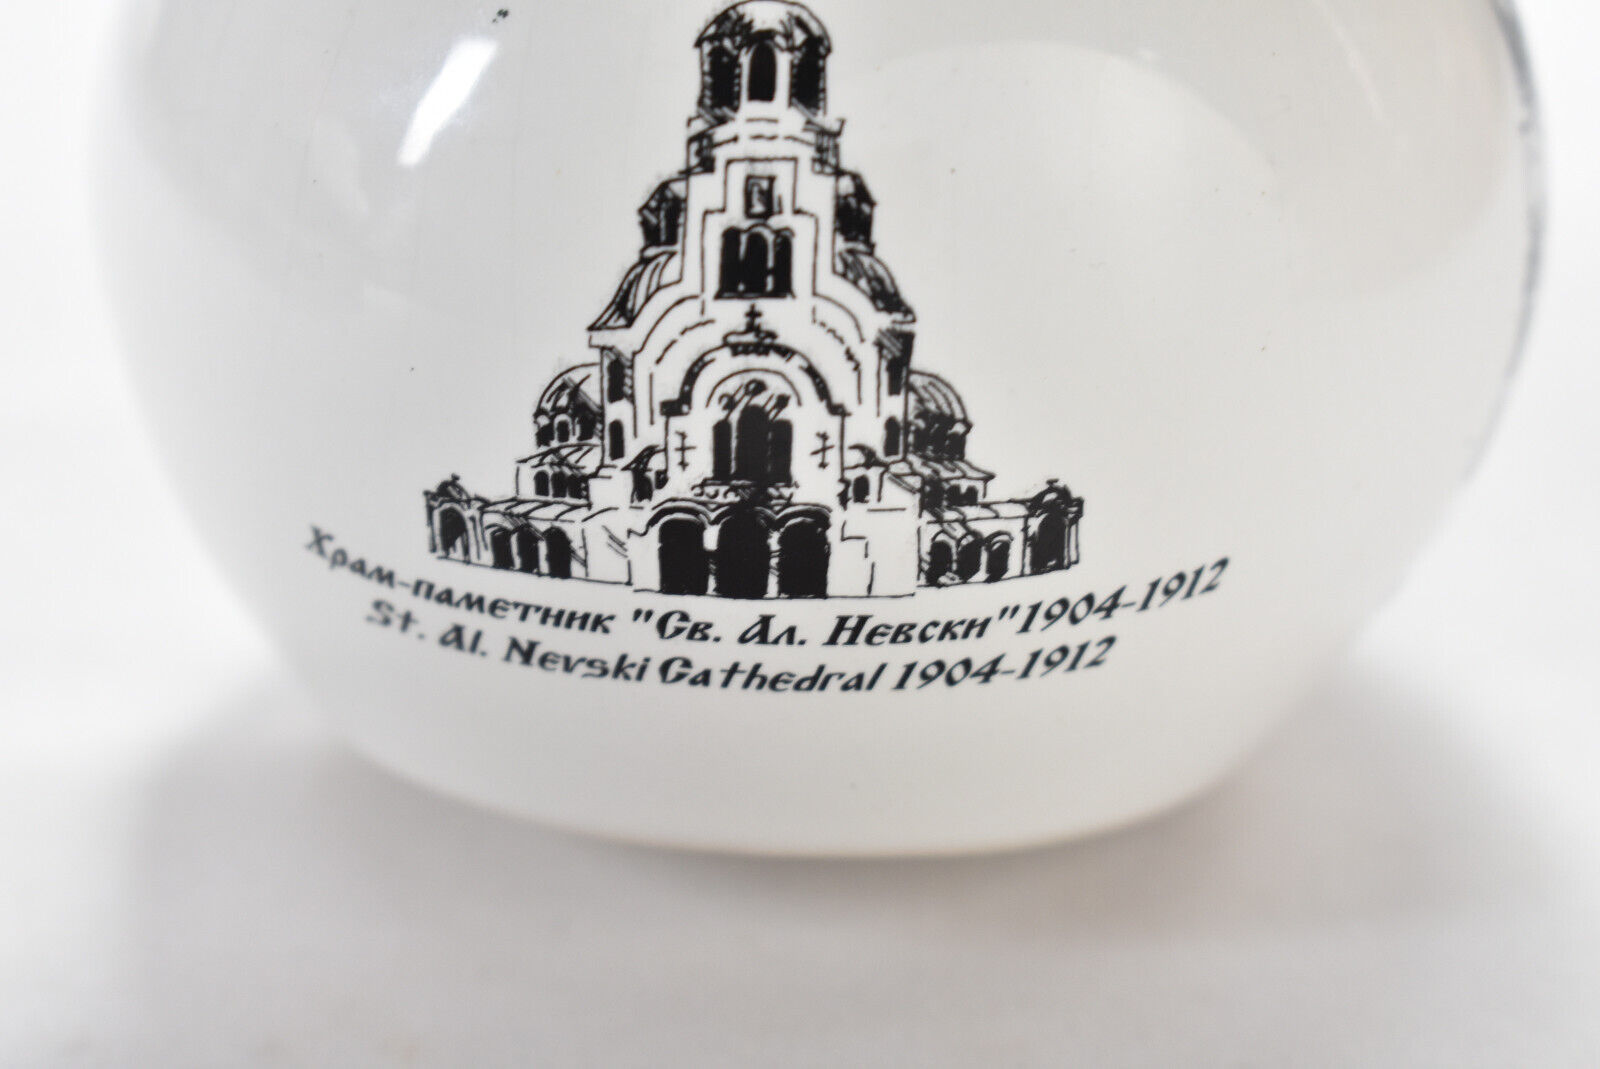 Храм-паметник "Св. Ал. Невски" 1904-1912
St. Al. Nevski Cathedral 1904-1912